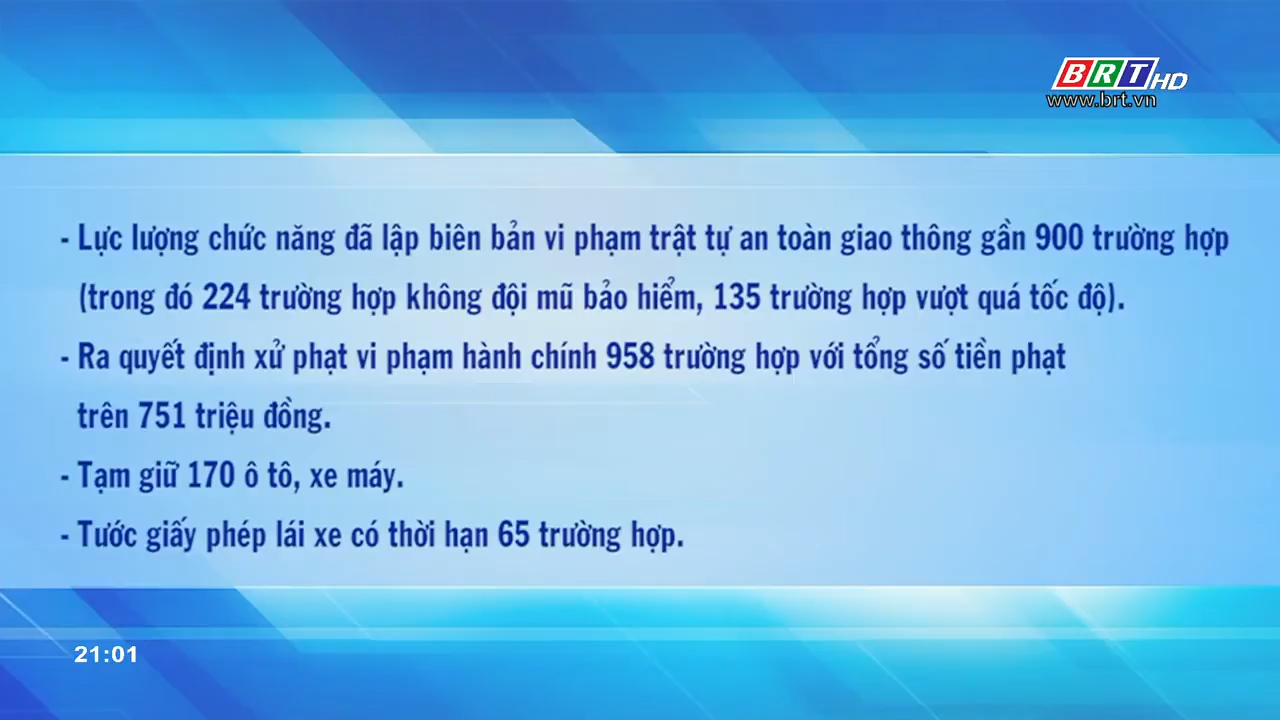 BRT HD
www.brt.vn
- Lực lượng chức năng đã lập biên bản vi phạm trật tự an toàn giao thông gần 900 trường hợp
(trong đó 224 trường hợp không đội mũ bảo hiểm, 135 trường hợp vượt quá tốc độ).
- Ra quyết định xử phạt vi phạm hành chính 958 trường hợp với tổng số tiền phạt
trên 751 triệu đồng.
- Tạm giữ 170 ô tô, xe máy.
- Tước giấy phép lái xe có thời hạn 65 trường hợp.
21:01